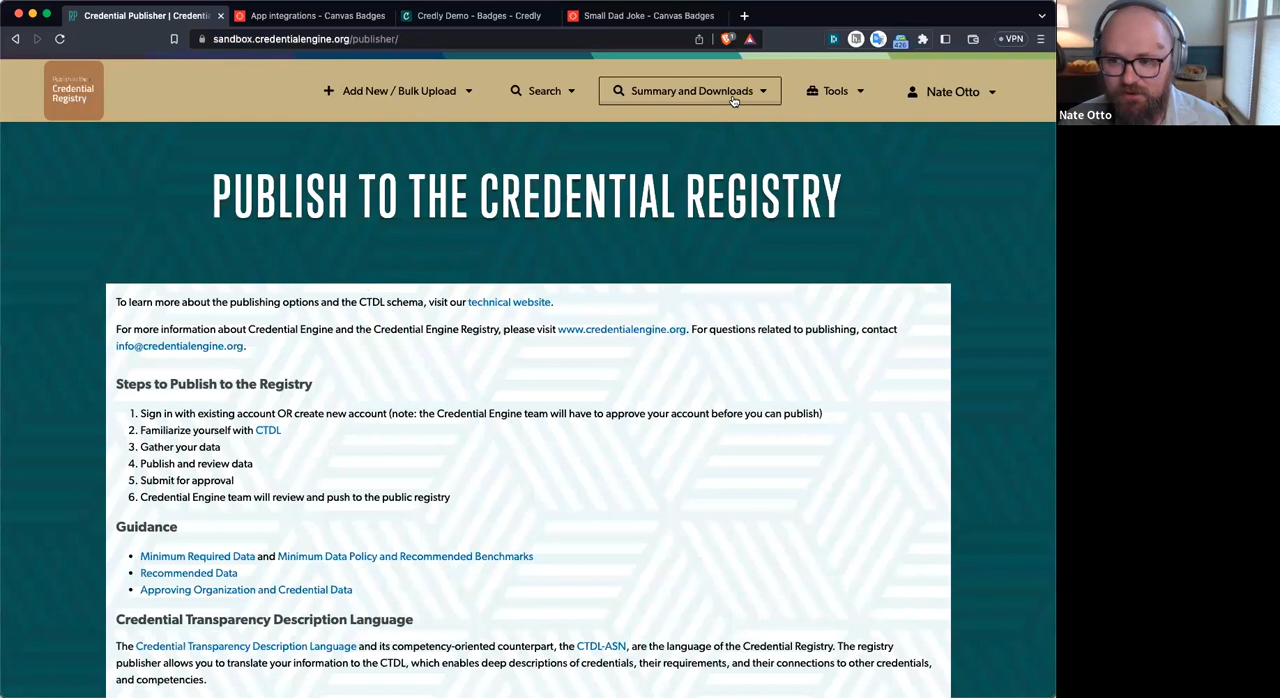 Credential Publisher | Credenti
App integrations - Canvas Badges
Credly Demo - Badges - Credly
Small Dad Joke - Canvas Badges
sandbox.credentialengine.org/publisher/
1
426
VPN
Publish to the
Credential
Registry
Add New / Bulk Upload
Search
Summary and Downloads
Tools
Nate Otto
Nate Otto
PUBLISH TO THE CREDENTIAL REGISTRY
To learn more about the publishing options and the CTDL schema, visit our technical website.
For more information about Credential Engine and the Credential Engine Registry, please visit www.credentialengine.org. For questions related to publishing, contact
info@credentialengine.org.
Steps to Publish to the Registry
1. Sign in with existing account OR create new account (note: the Credential Engine team will have to approve your account before you can publish)
2. Familiarize yourself with CTDL
3. Gather your data
4. Publish and review data
5. Submit for approval
6. Credential Engine team will review and push to the public registry
Guidance
• Minimum Required Data and Minimum Data Policy and Recommended Benchmarks
• Recommended Data
• Approving Organization and Credential Data
Credential Transparency Description Language
The Credential Transparency Description Language and its competency-oriented counterpart, the CTDL-ASN, are the language of the Credential Registry. The registry
publisher allows you to translate your information to the CTDL, which enables deep descriptions of credentials, their requirements, and their connections to other credentials,
and competencies.